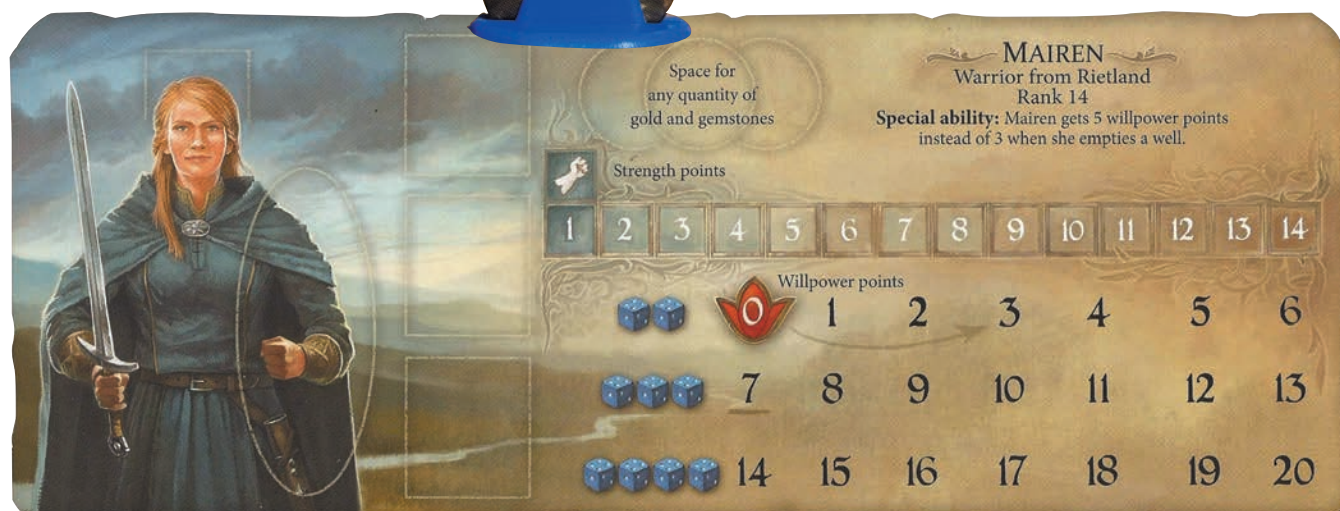 MAIREN
Warrior from Rietland
Rank 14
Special ability: Mairen gets 5 willpower points
instead of 3 when she empties a well.
Space for
any quantity of
gold and gemstones
Strength points
1 2 3 4 5 6 7 8 9 10 11 12 13 14
Willpower points
0 1 2 3 4 5 6
7 8 9 10 11 12 13
14 15 16 17 18 19 20